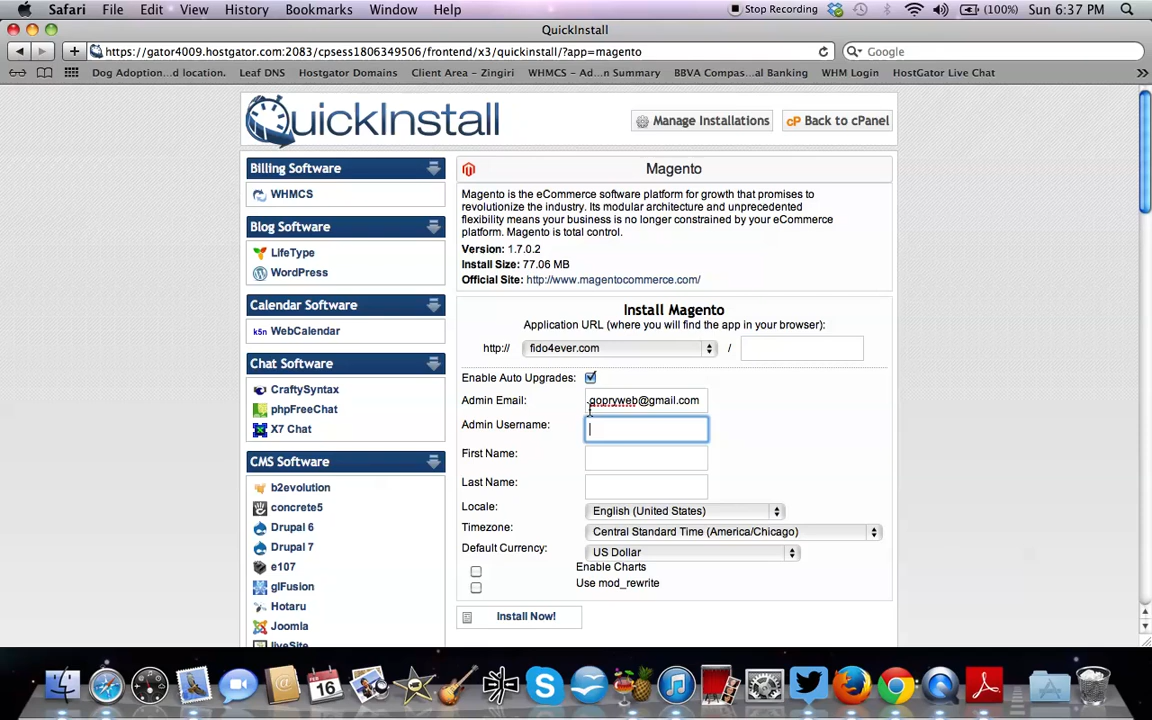 Safari File Edit View History Bookmarks Window Help
Stop Recording (100%) Sun 6:37 PM
QuickInstall
https://gator4009.hostgator.com:2083/cpsess1806349506/frontend/x3/quickinstall/?app=magento
Google
Dog Adoption...d location. Leaf DNS Hostgator Domains Client Area – Zingiri WHMCS – Ad...n Summary BBVA Compas...al Banking WHM Login HostGator Live Chat
QuickInstall
Manage Installations
cP Back to cPanel
Billing Software
WHMCS
Blog Software
LifeType
WordPress
Calendar Software
k5n WebCalendar
Chat Software
CraftySyntax
phpFreeChat
X7 Chat
CMS Software
b2evolution
concrete5
Drupal 6
Drupal 7
e107
glFusion
Hotaru
Joomla
liveSite
Magento
Magento is the eCommerce software platform for growth that promises to
revolutionize the industry. Its modular architecture and unprecedented
flexibility means your business is no longer constrained by your eCommerce
platform. Magento is total control.
Version: 1.7.0.2
Install Size: 77.06 MB
Official Site: http://www.magentocommerce.com/
Install Magento
Application URL (where you will find the app in your browser):
http:// fido4ever.com /
Enable Auto Upgrades:
Admin Email: gopryweb@gmail.com
Admin Username:
First Name:
Last Name:
Locale: English (United States)
Timezone: Central Standard Time (America/Chicago)
Default Currency: US Dollar
Enable Charts
Use mod_rewrite
Install Now!
FEB
16